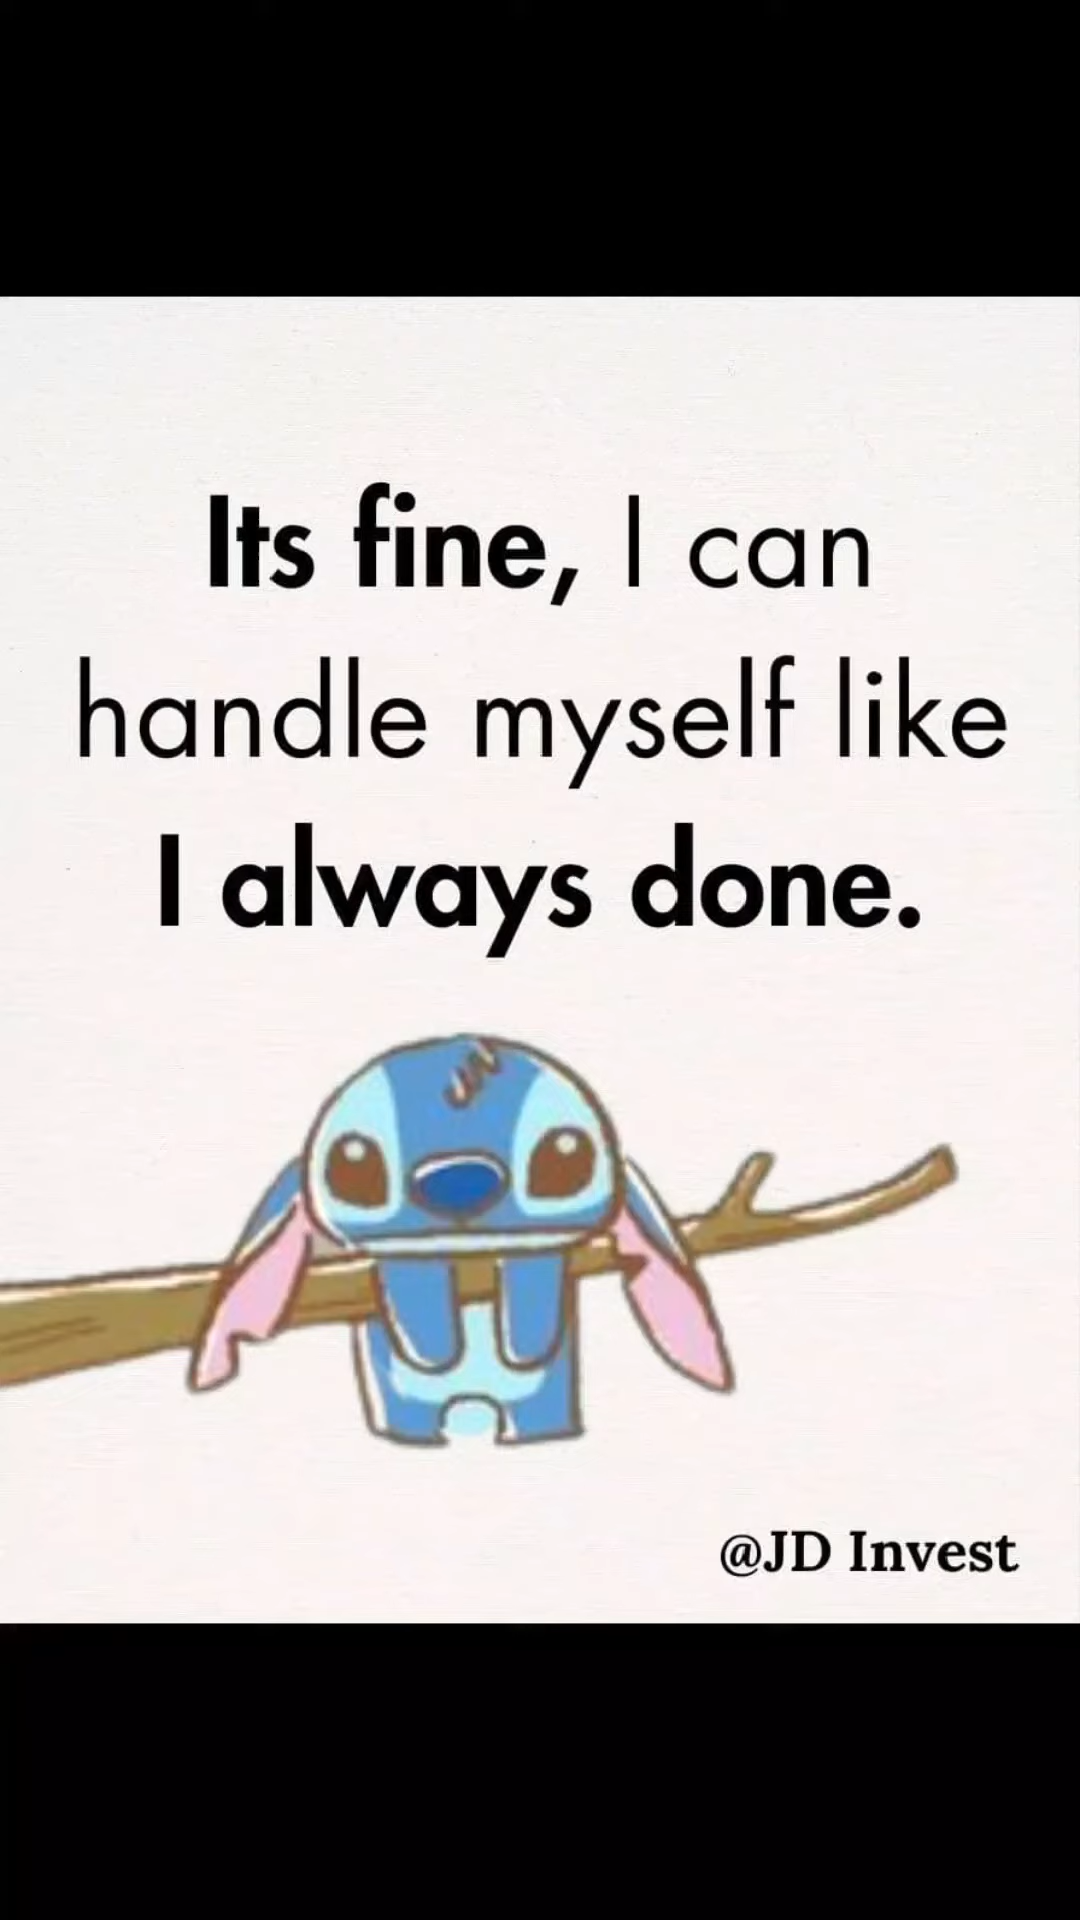 Its fine, I can
handle myself like
I always done.
@JD Invest